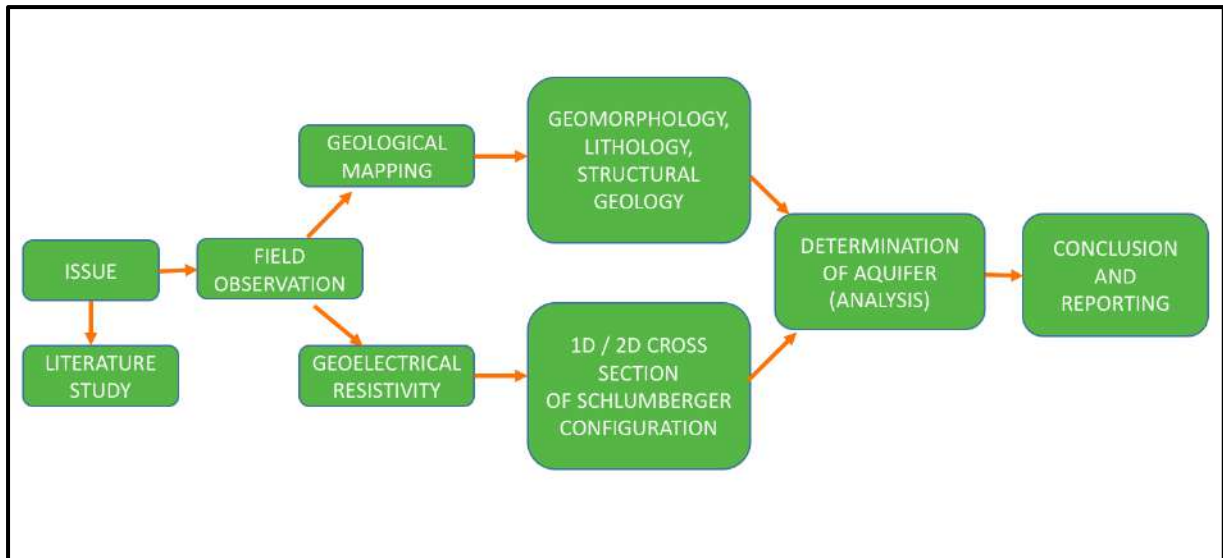 ISSUE
LITERATURE
STUDY
FIELD
OBSERVATION
GEOLOGICAL
MAPPING
GEOELECTRICAL
RESISTIVITY
GEOMORPHOLOGY,
LITHOLOGY,
STRUCTURAL
GEOLOGY
1D / 2D CROSS
SECTION
OF SCHLUMBERGER
CONFIGURATION
DETERMINATION
OF AQUIFER
(ANALYSIS)
CONCLUSION
AND
REPORTING